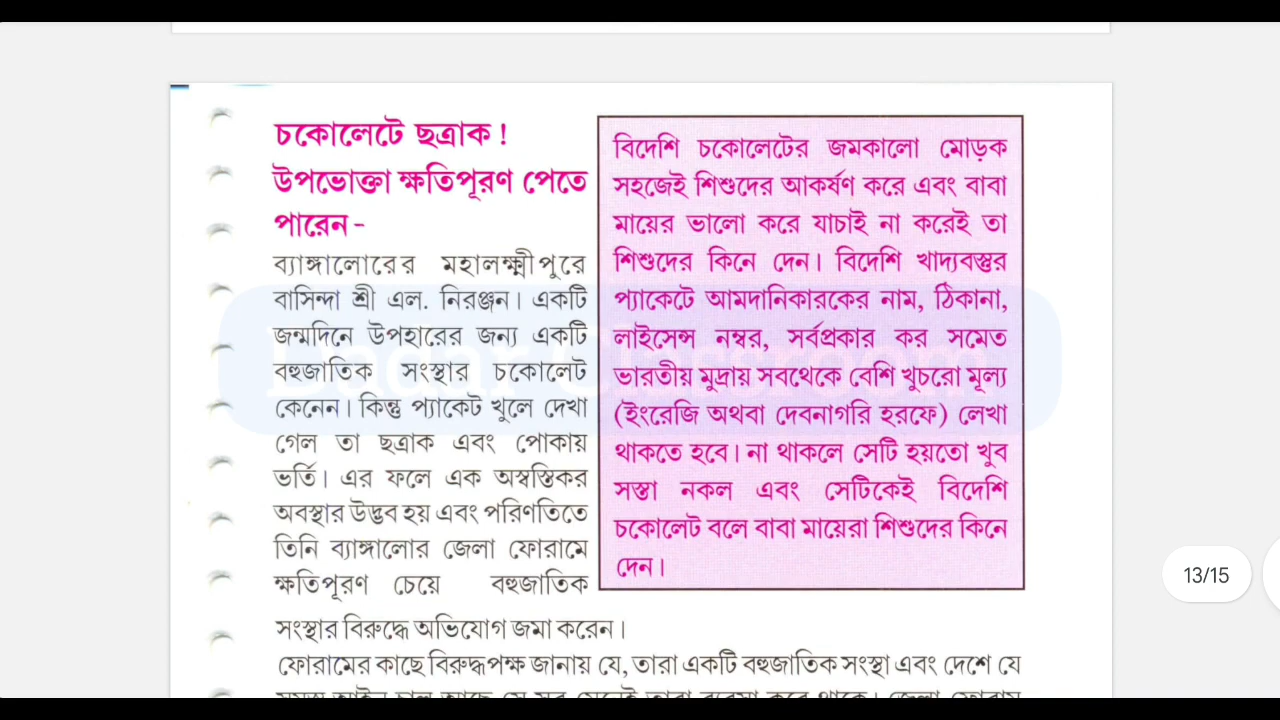 চকোলেটে ছত্রাক !
উপভোক্তা ক্ষতিপূরণ পেতে
পারেন -
ব্যাঙ্গালোরের মহালক্ষ্মীপুরে
বাসিন্দা শ্রী এল. নিরঞ্জন। একটি
জন্মদিনে উপহারের জন্য একটি
বহুজাতিক সংস্থার চকোলেট
কেনেন। কিন্তু প্যাকেট খুলে দেখা
গেল তা ছত্রাক এবং পোকায়
ভর্তি। এর ফলে এক অস্বস্তিকর
অবস্থার উদ্ভব হয় এবং পরিণতিতে
তিনি ব্যাঙ্গালোর জেলা ফোরামে
ক্ষতিপূরণ চেয়ে বহুজাতিক
সংস্থার বিরুদ্ধে অভিযোগ জমা করেন।
ফোরামের কাছে বিরুদ্ধপক্ষ জানায় যে, তারা একটি বহুজাতিক সংস্থা এবং দেশে যে
বিদেশি চকোলেটের জমকালো মোড়ক
সহজেই শিশুদের আকর্ষণ করে এবং বাবা
মায়ের ভালো করে যাচাই না করেই তা
শিশুদের কিনে দেন। বিদেশি খাদ্যবস্তুর
প্যাকেটে আমদানিকারকের নাম, ঠিকানা,
লাইসেন্স নম্বর, সর্বপ্রকার কর সমেত
ভারতীয় মুদ্রায় সবথেকে বেশি খুচরো মূল্য
(ইংরেজি অথবা দেবনাগরি হরফে) লেখা
থাকতে হবে। না থাকলে সেটি হয়তো খুব
সস্তা নকল এবং সেটিকেই বিদেশি
চকোলেট বলে বাবা মায়েরা শিশুদের কিনে
দেন।
13/15